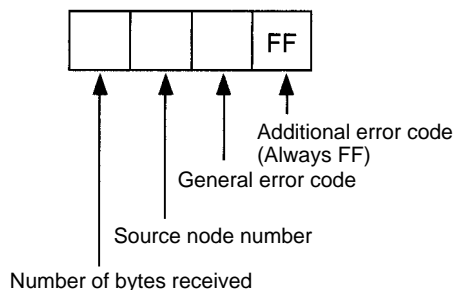 FF
Additional error code
(Always FF)
General error code
Source node number
Number of bytes received